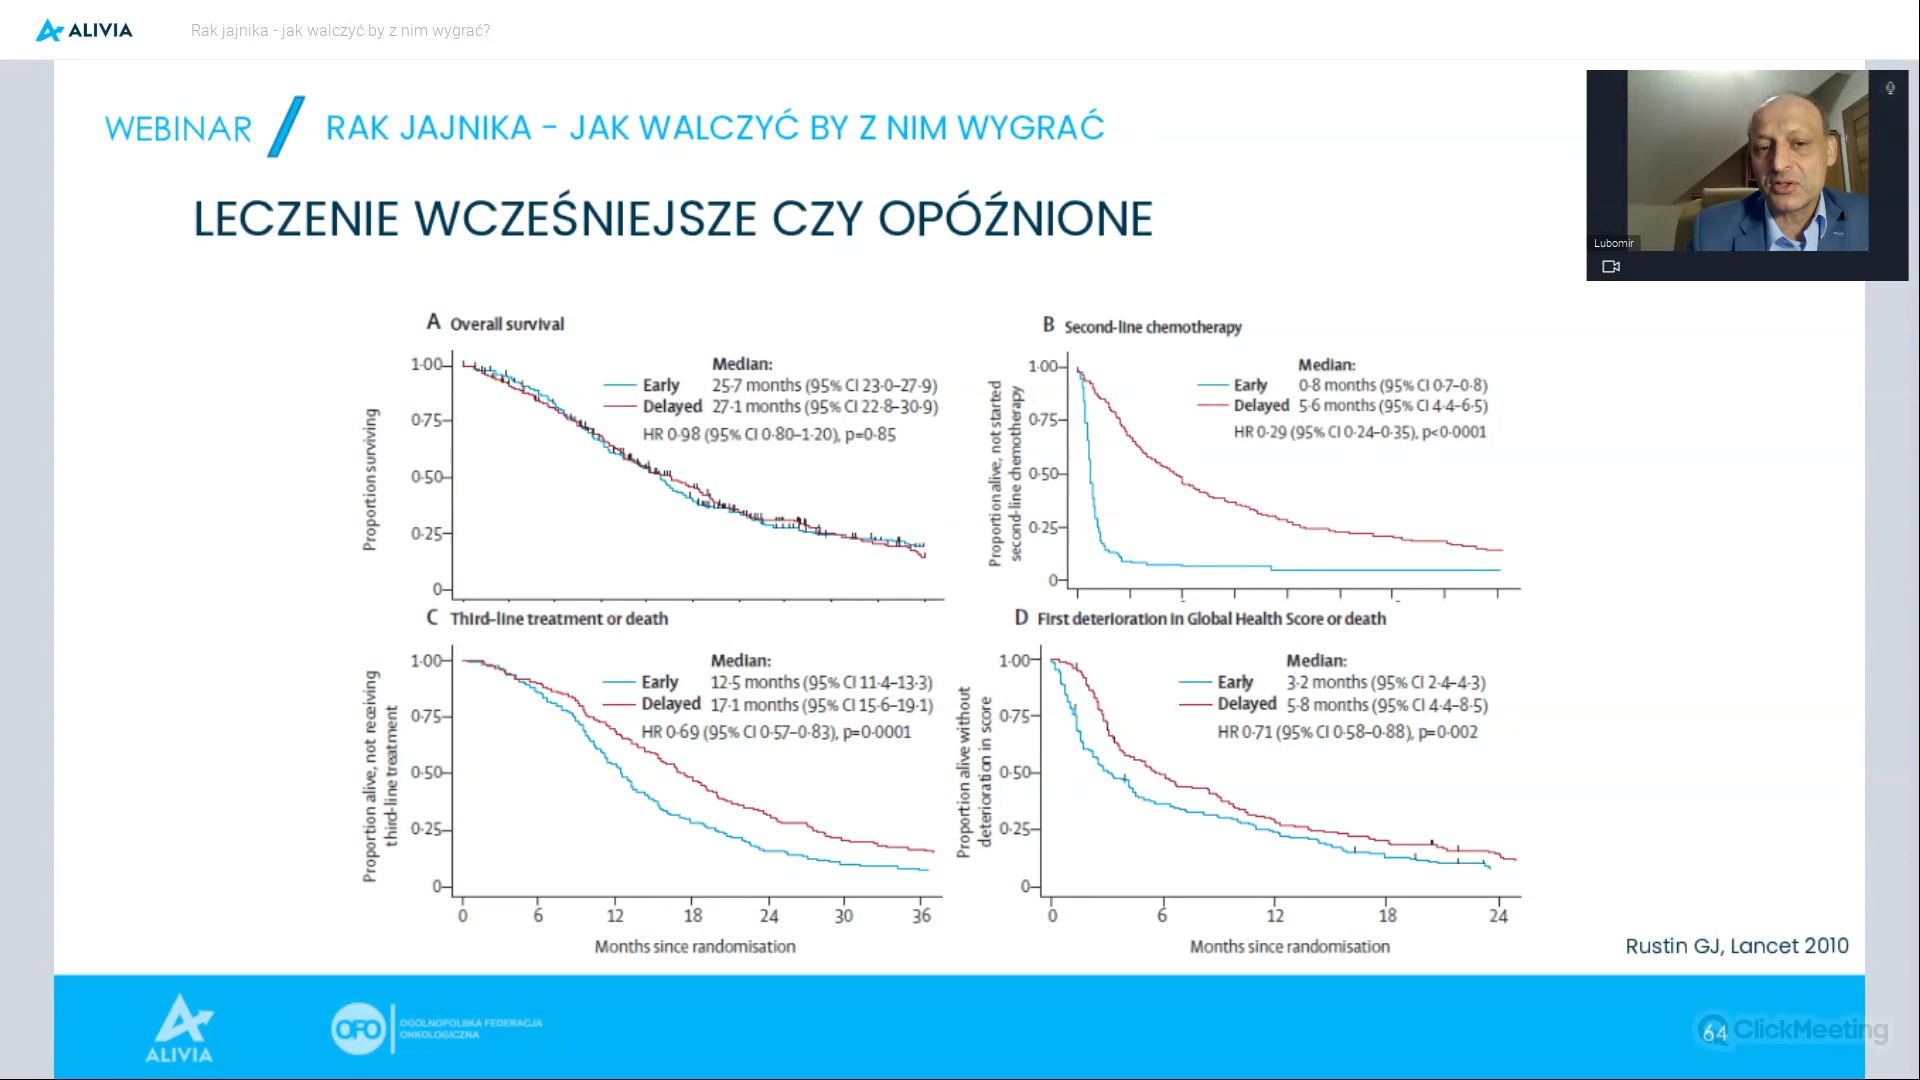 ALIVIA
Rak jajnika - jak walczyć by z nim wygrać?
WEBINAR / RAK JAJNIKA - JAK WALCZYĆ BY Z NIM WYGRAĆ
LECZENIE WCZEŚNIEJSZE CZY OPÓŹNIONE
Lubomir
A Overall survival
Proportion surviving
1·00
0·75
0·50
0·25
0
Median:
Early 25·7 months (95% CI 23·0–27·9)
Delayed 27·1 months (95% CI 22·8–30·9)
HR 0·98 (95% CI 0·80–1·20), p=0·85
B Second-line chemotherapy
Proportion alive, not started
second-line chemotherapy
1·00
0·75
0·50
0·25
0
Median:
Early 0·8 months (95% CI 0·7–0·8)
Delayed 5·6 months (95% CI 4·4–6·5)
HR 0·29 (95% CI 0·24–0·35), p<0·0001
C Third-line treatment or death
Proportion alive, not receiving
third-line treatment
1·00
0·75
0·50
0·25
0
Median:
Early 12·5 months (95% CI 11·4–13·3)
Delayed 17·1 months (95% CI 15·6–19·1)
HR 0·69 (95% CI 0·57–0·83), p=0·0001
0 6 12 18 24 30 36
Months since randomisation
D First deterioration in Global Health Score or death
Proportion alive without
deterioration in score
1·00
0·75
0·50
0·25
0
Median:
Early 3·2 months (95% CI 2·4–4·3)
Delayed 5·8 months (95% CI 4·4–8·5)
HR 0·71 (95% CI 0·58–0·88), p=0·002
0 6 12 18 24
Months since randomisation
Rustin GJ, Lancet 2010
ALIVIA
OFO
OGÓLNOPOLSKA FEDERACJA
ONKOLOGICZNA
64
ClickMeeting